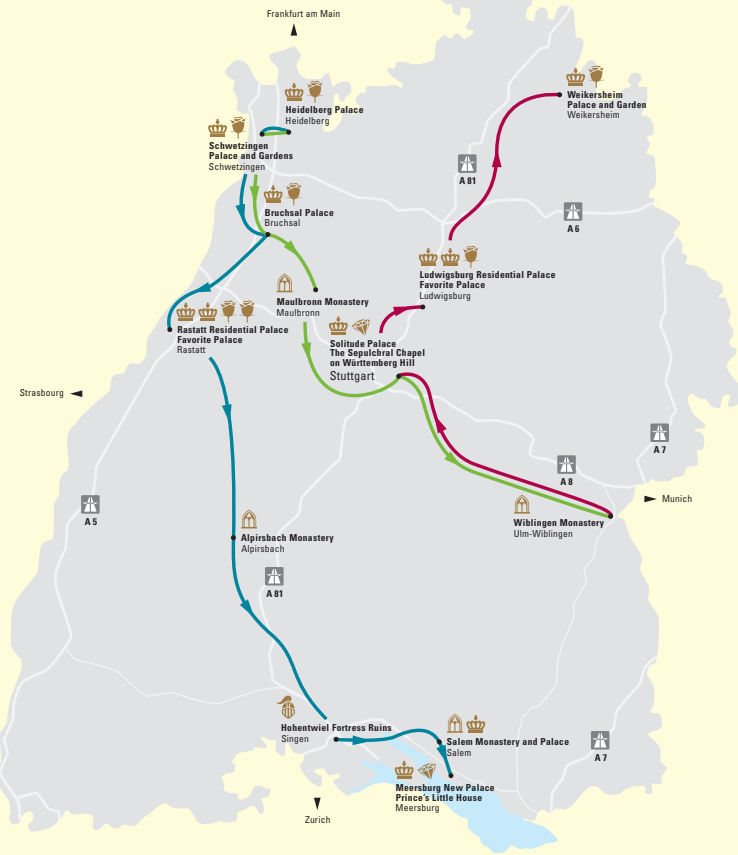 Frankfurt am Main
Heidelberg Palace
Heidelberg
Schwetzingen
Palace and Gardens
Schwetzingen
Weikersheim
Palace and Garden
Weikersheim
A 81
A 6
Bruchsal Palace
Bruchsal
Ludwigsburg Residential Palace
Favorite Palace
Ludwigsburg
Maulbronn Monastery
Maulbronn
Rastatt Residential Palace
Favorite Palace
Rastatt
Solitude Palace
The Sepulchral Chapel
on Württemberg Hill
Stuttgart
Strasbourg
A 7
A 8
Munich
A 5
Wiblingen Monastery
Ulm-Wiblingen
Alpirsbach Monastery
Alpirsbach
A 81
Hohentwiel Fortress Ruins
Singen
Salem Monastery and Palace
Salem
A 7
Meersburg New Palace
Prince's Little House
Meersburg
Zurich